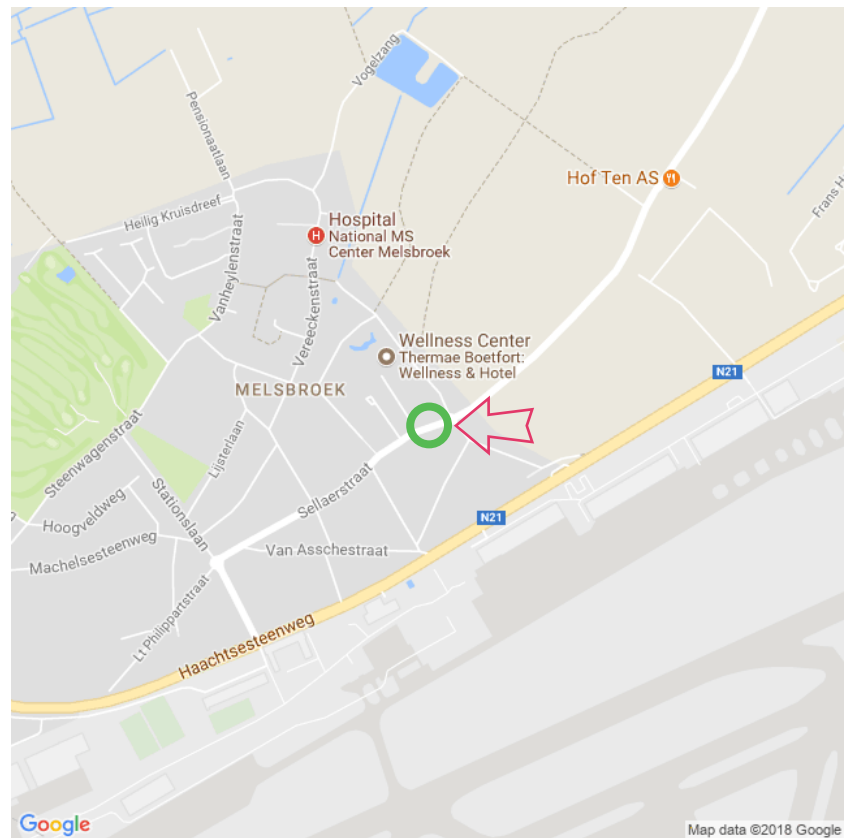 Vogelzang
Pensionaatlaan
Hof Ten AS
Frans H
Heilig Kruisdreef
Hospital
National MS
Center Melsbroek
Vanheylenstraat
Vereeckenstraat
Wellness Center
Thermae Boetfort:
Wellness & Hotel
N21
MELSBROEK
Steenwagenstraat
Lijsterlaan
Sellaerstraat
Stationslaan
Hoogveldweg
N21
Machelsesteenweg
Van Asschestraat
Lt Philippartstraat
Haachtsesteenweg
Google
Map data ©2018 Google